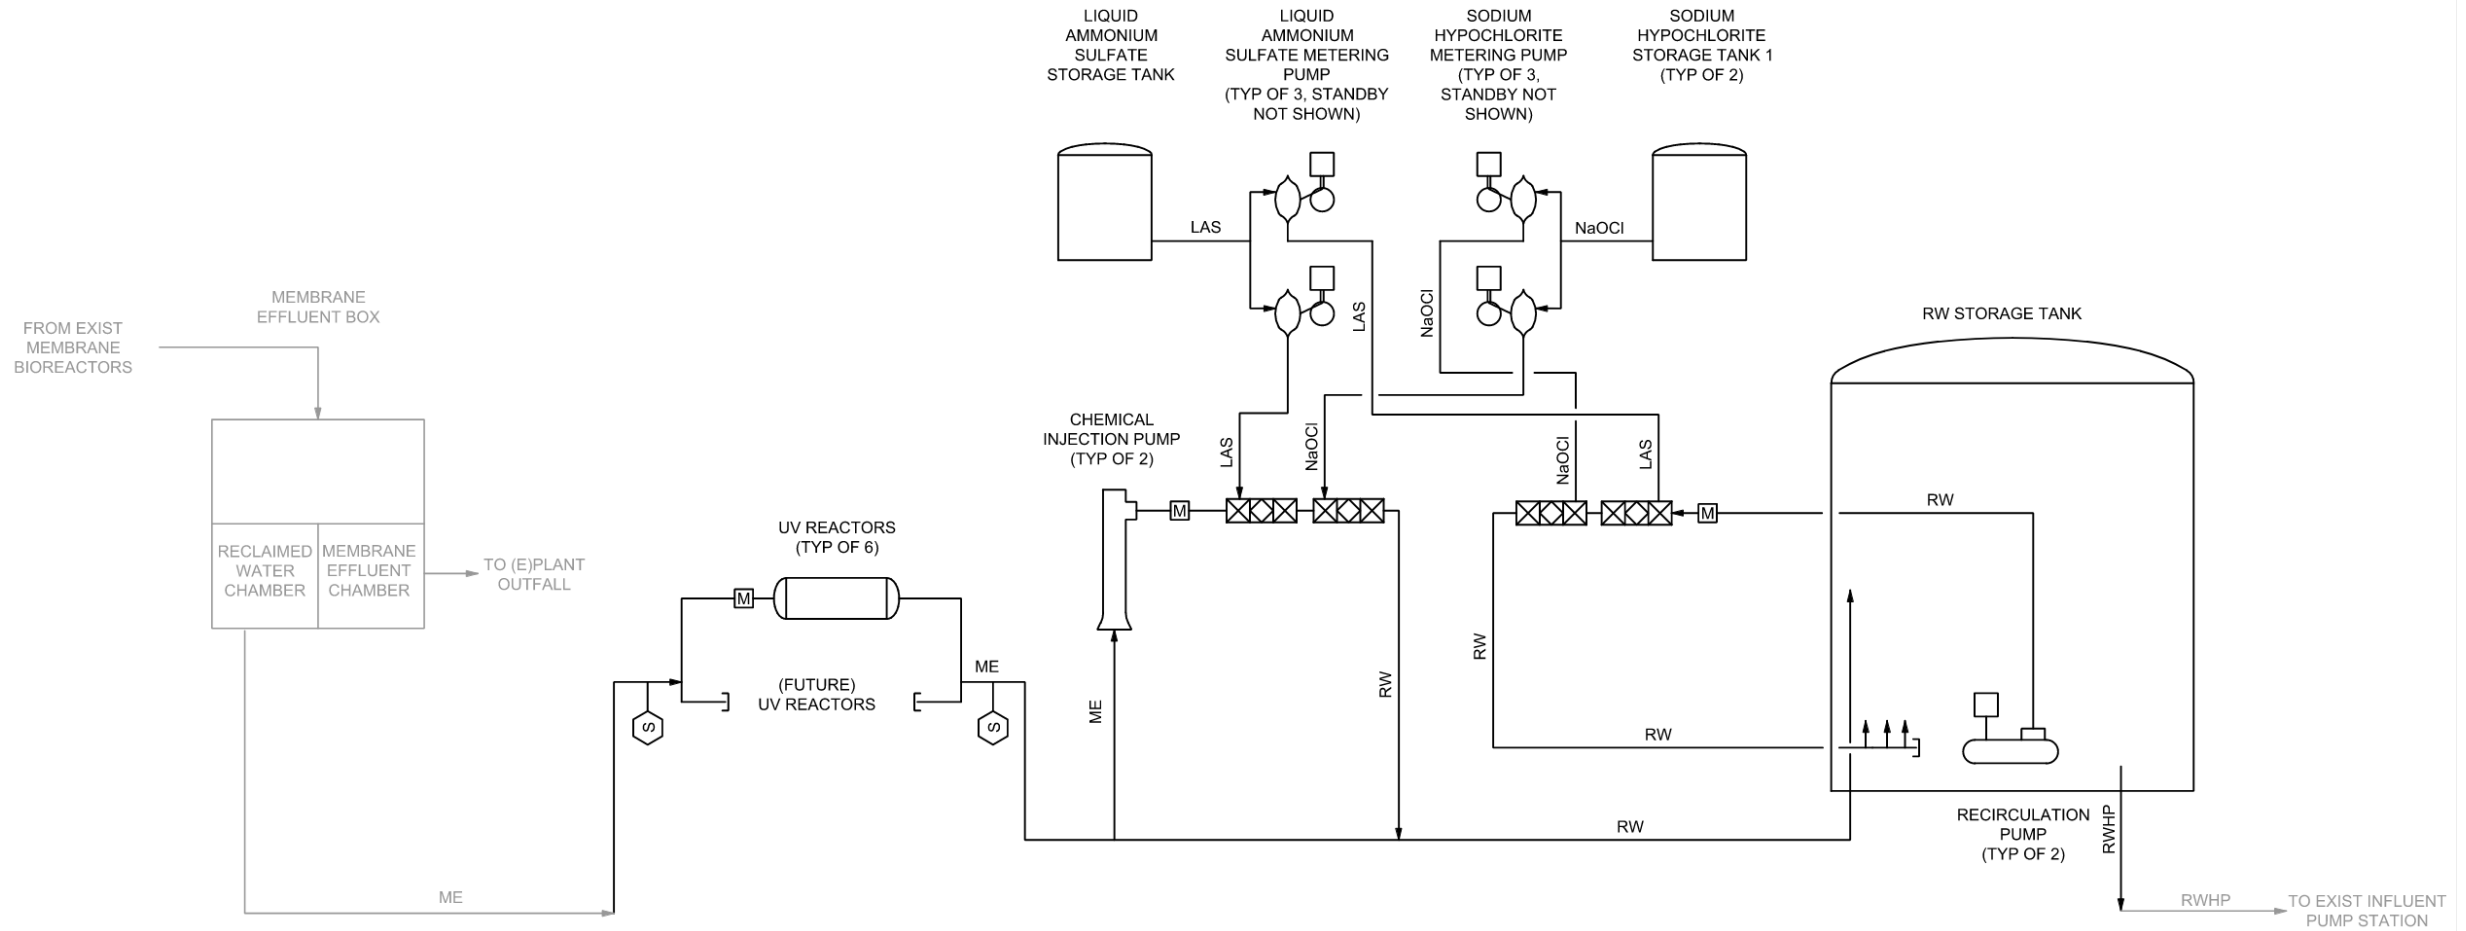 LIQUID
AMMONIUM
SULFATE
STORAGE TANK
LIQUID
AMMONIUM
SULFATE METERING
PUMP
(TYP OF 3, STANDBY
NOT SHOWN)
SODIUM
HYPOCHLORITE
METERING PUMP
(TYP OF 3,
STANDBY NOT
SHOWN)
SODIUM
HYPOCHLORITE
STORAGE TANK 1
(TYP OF 2)
LAS
NaOCl
LAS
NaOCl
MEMBRANE
EFFLUENT BOX
FROM EXIST
MEMBRANE
BIOREACTORS
RW STORAGE TANK
CHEMICAL
INJECTION PUMP
(TYP OF 2)
LAS
NaOCl
NaOCl
LAS
M
M
RW
UV REACTORS
(TYP OF 6)
RECLAIMED
WATER
CHAMBER
MEMBRANE
EFFLUENT
CHAMBER
TO (E)PLANT
OUTFALL
M
ME
(FUTURE)
UV REACTORS
S
S
ME
RW
RW
RW
RW
RECIRCULATION
PUMP
(TYP OF 2)
RWHP
ME
RWHP
TO EXIST INFLUENT
PUMP STATION